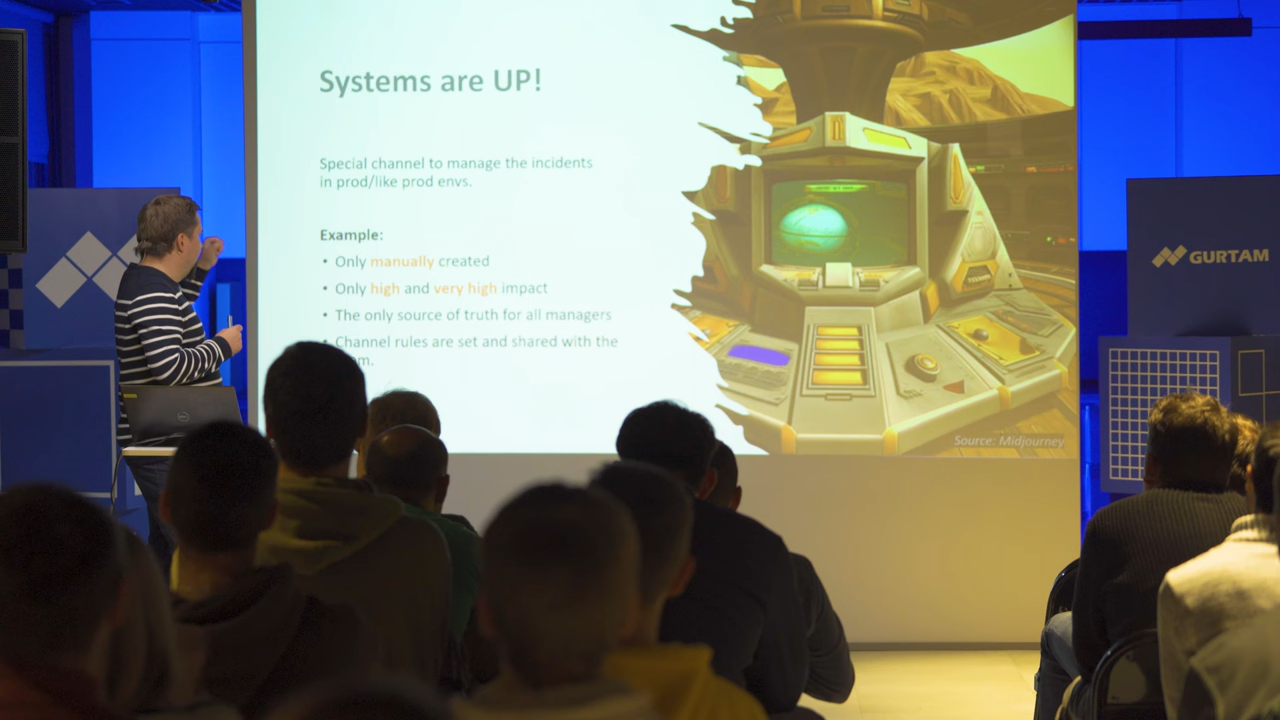 Systems are UP!
Special channel to manage the incidents
in prod/like prod envs.
Example:
• Only manually created
• Only high and very high impact
• The only source of truth for all managers
• Channel rules are set and shared with the
Source: Midjourney
GURTAM